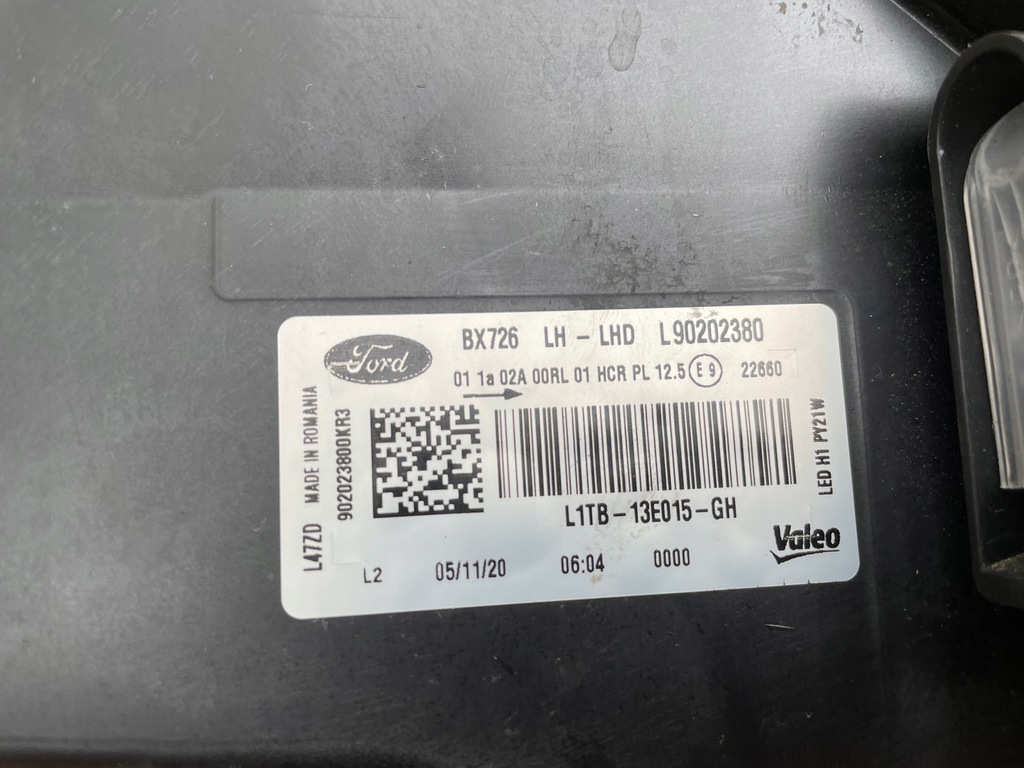 Ford
BX726 LH - LHD L90202380
01 1a 02A 00RL 01 HCR PL 12.5 E9 22660
L47ZD MADE IN ROMANIA
902023800KR3
LED H1 PY21W
L1TB-13E015-GH
Valeo
L2 05/11/20 06:04 0000